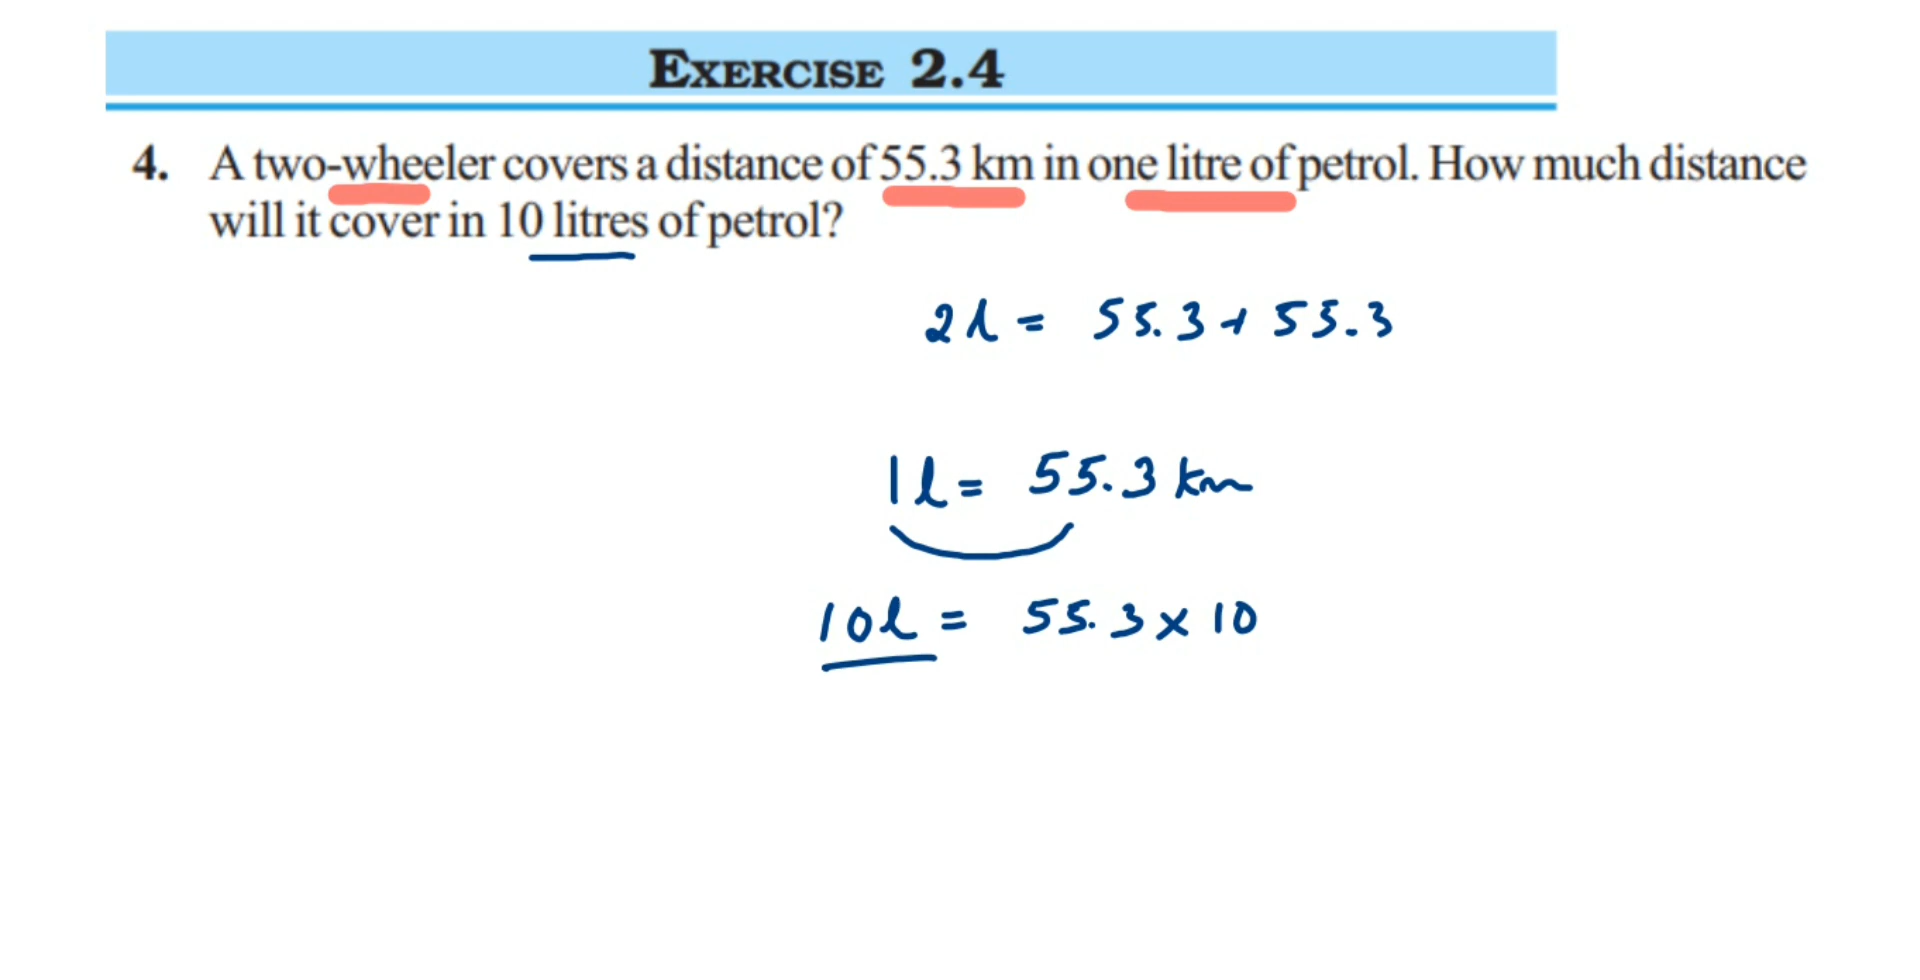 EXERCISE 2.4
4. A two-wheeler covers a distance of 55.3 km in one litre of petrol. How much distance
will it cover in 10 litres of petrol?
2l = 55.3 + 55.3
1l = 55.3 km
10l = 55.3 x 10